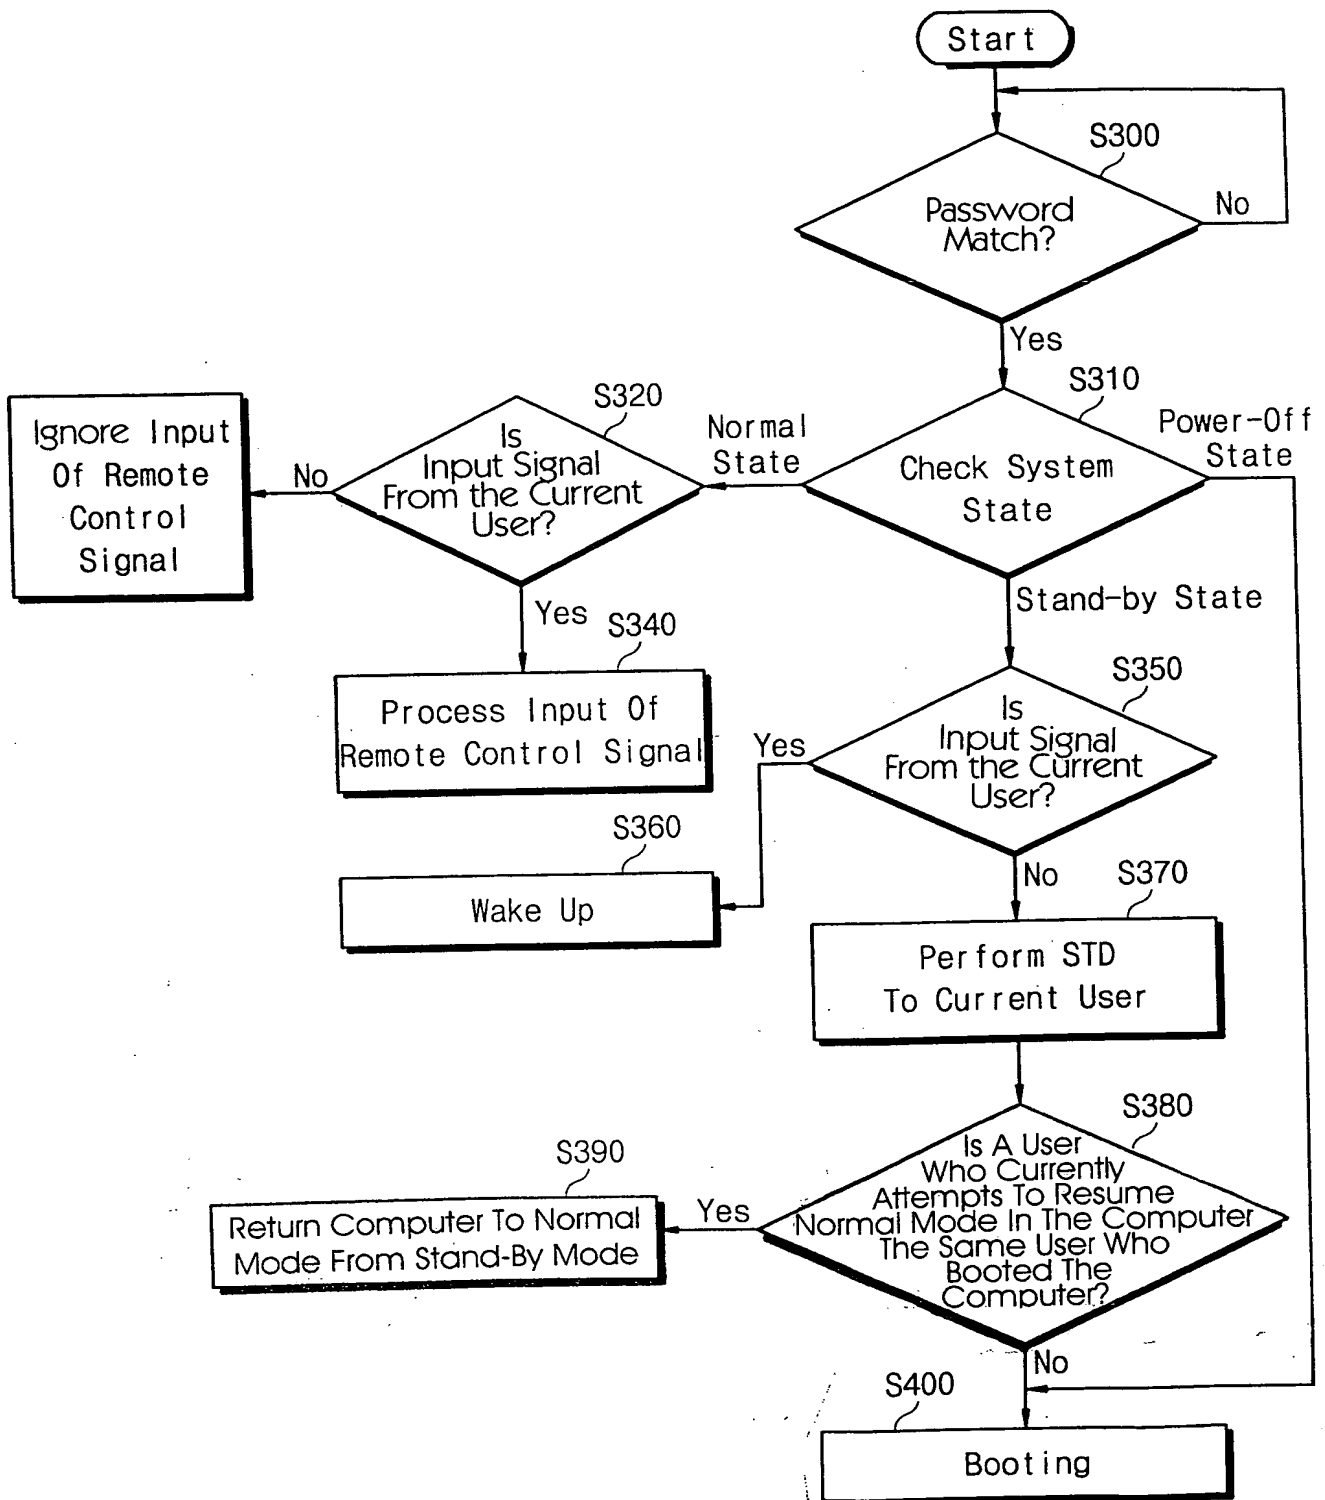 Start
S300
Password
Match?
No
Yes
S310
Normal
State
Power-Off
State
Check System
State
S320
Is
Input Signal
From the Current
User?
No
Ignore Input
Of Remote
Control
Signal
Yes
S340
Process Input Of
Remote Control Signal
Stand-by State
S350
Is
Input Signal
From the Current
User?
Yes
S360
Wake Up
No
S370
Perform STD
To Current User
S380
Is A User
Who Currently
Attempts To Resume
Normal Mode In The Computer
The Same User Who
Booted The
Computer?
Yes
S390
Return Computer To Normal
Mode From Stand-By Mode
No
S400
Booting